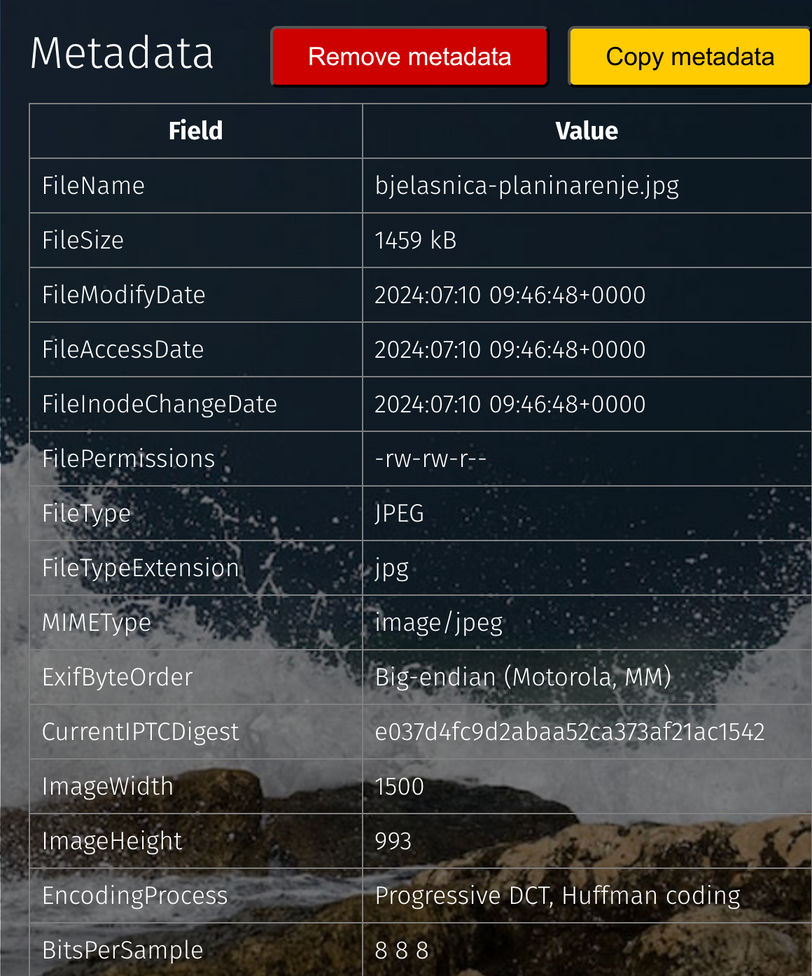 Metadata
Remove metadata
Copy metadata
Field Value
FileName bjelasnica-planinarenje.jpg
FileSize 1459 kB
FileModifyDate 2024:07:10 09:46:48+0000
FileAccessDate 2024:07:10 09:46:48+0000
FileInodeChangeDate 2024:07:10 09:46:48+0000
FilePermissions -rw-rw-r--
FileType JPEG
FileTypeExtension jpg
MIMEType image/jpeg
ExifByteOrder Big-endian (Motorola, MM)
CurrentIPTCDigest e037d4fc9d2abaa52ca373af21ac1542
ImageWidth 1500
ImageHeight 993
EncodingProcess Progressive DCT, Huffman coding
BitsPerSample 8 8 8